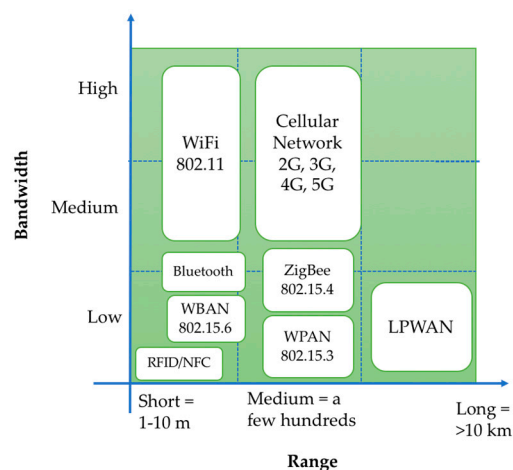 High
Medium
Low
Bandwidth
WiFi
802.11
Cellular
Network
2G, 3G,
4G, 5G
Bluetooth
ZigBee
802.15.4
WBAN
802.15.6
WPAN
802.15.3
LPWAN
RFID/NFC
Short =
1-10 m
Medium = a
few hundreds
Long =
>10 km
Range